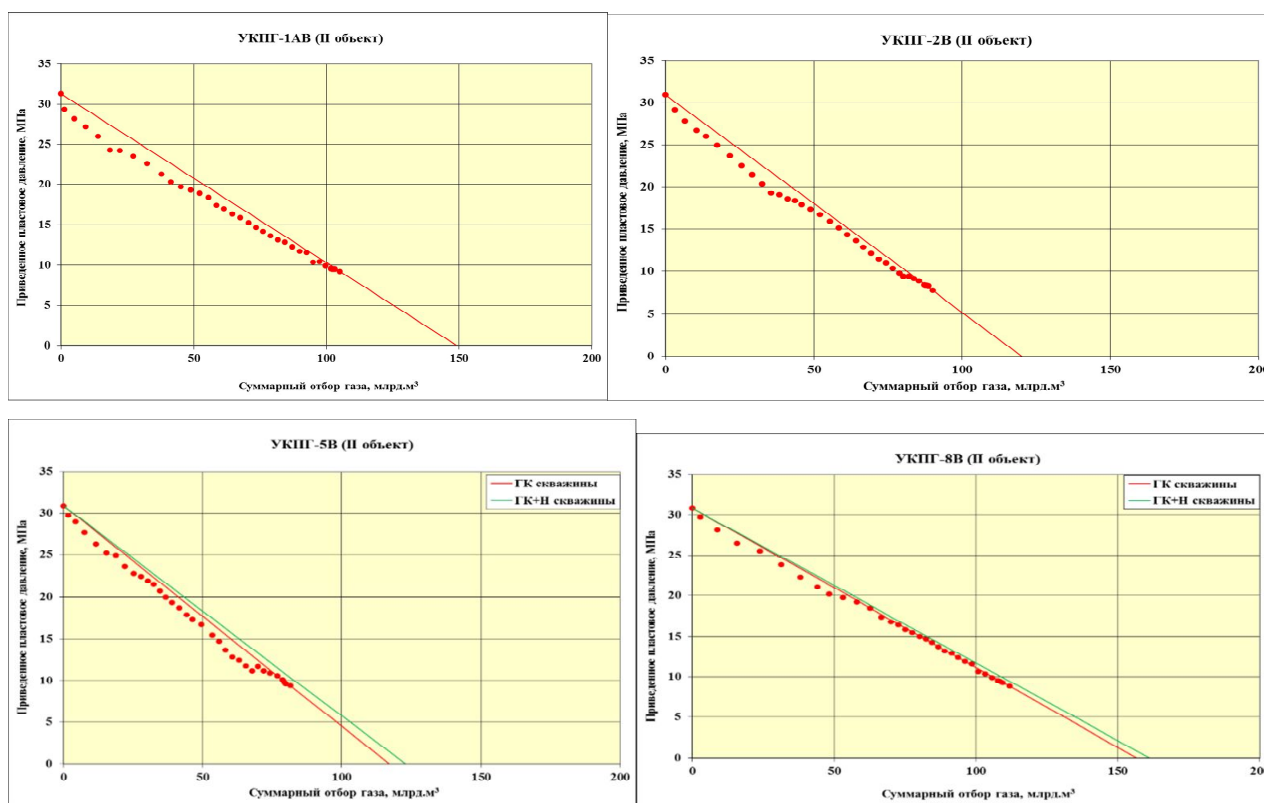 УКПГ-1АВ (II объект)
Приведенное пластовое давление, МПа
35
30
25
20
15
10
5
0
0 50 100 150 200
Суммарный отбор газа, млрд.м³
УКПГ-2В (II объект)
Приведенное пластовое давление, МПа
35
30
25
20
15
10
5
0
0 50 100 150 200
Суммарный отбор газа, млрд.м³
УКПГ-5В (II объект)
ГК скважины
ГК+Н скважины
Приведенное пластовое давление, МПа
35
30
25
20
15
10
5
0
0 50 100 150 200
Суммарный отбор газа, млрд.м³
УКПГ-8В (II объект)
ГК скважины
ГК+Н скважины
Приведенное пластовое давление, МПа
35
30
25
20
15
10
5
0
0 50 100 150 200
Суммарный отбор газа, млрд.м³